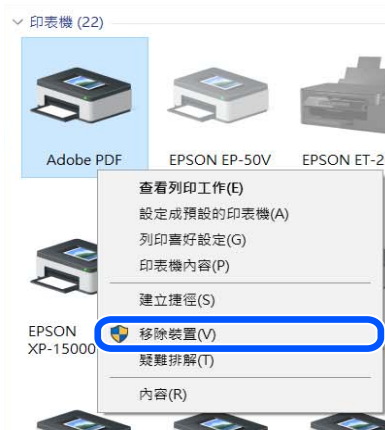 印表機 (22)
Adobe PDF
EPSON EP-50V
EPSON ET-2
查看列印工作(E)
設定成預設的印表機(A)
列印喜好設定(G)
印表機內容(P)
建立捷徑(S)
EPSON
XP-15000
移除裝置(V)
疑難排解(T)
內容(R)